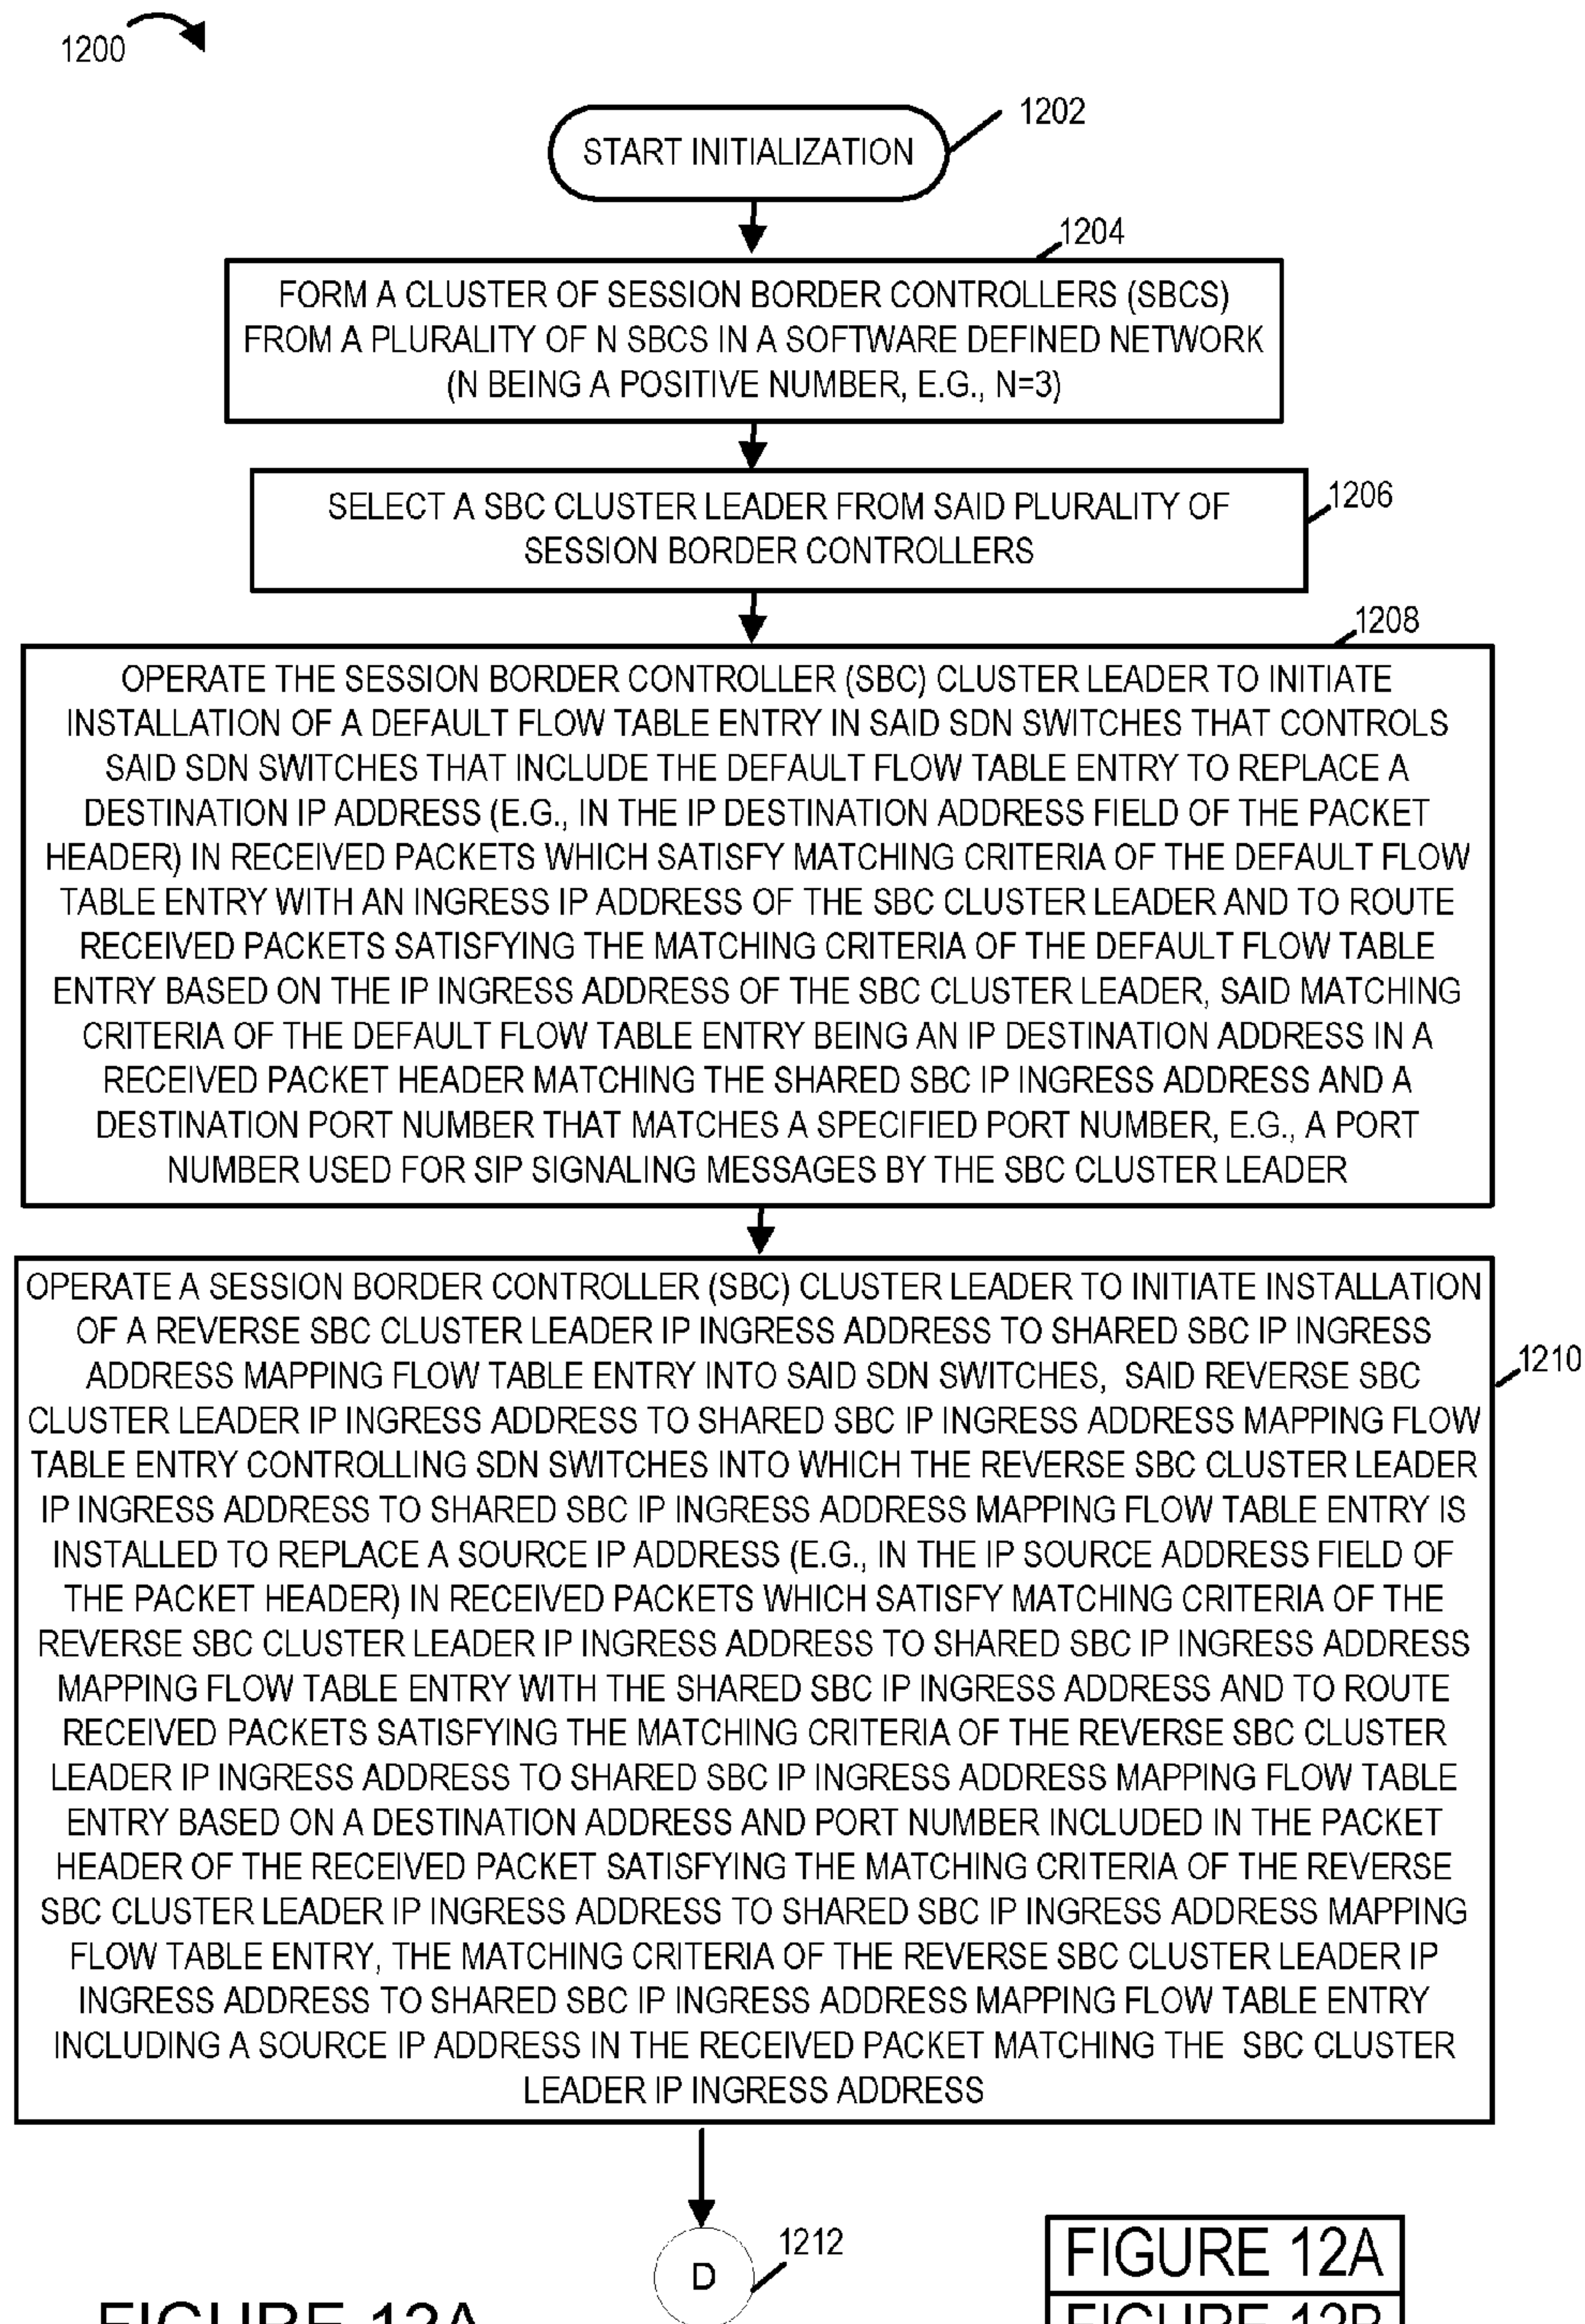 1200
1202
START INITIALIZATION
1204
FORM A CLUSTER OF SESSION BORDER CONTROLLERS (SBCS)
FROM A PLURALITY OF N SBCS IN A SOFTWARE DEFINED NETWORK
(N BEING A POSITIVE NUMBER, E.G., N=3)
1206
SELECT A SBC CLUSTER LEADER FROM SAID PLURALITY OF
SESSION BORDER CONTROLLERS
1208
OPERATE THE SESSION BORDER CONTROLLER (SBC) CLUSTER LEADER TO INITIATE
INSTALLATION OF A DEFAULT FLOW TABLE ENTRY IN SAID SDN SWITCHES THAT CONTROLS
SAID SDN SWITCHES THAT INCLUDE THE DEFAULT FLOW TABLE ENTRY TO REPLACE A
DESTINATION IP ADDRESS (E.G., IN THE IP DESTINATION ADDRESS FIELD OF THE PACKET
HEADER) IN RECEIVED PACKETS WHICH SATISFY MATCHING CRITERIA OF THE DEFAULT FLOW
TABLE ENTRY WITH AN INGRESS IP ADDRESS OF THE SBC CLUSTER LEADER AND TO ROUTE
RECEIVED PACKETS SATISFYING THE MATCHING CRITERIA OF THE DEFAULT FLOW TABLE
ENTRY BASED ON THE IP INGRESS ADDRESS OF THE SBC CLUSTER LEADER, SAID MATCHING
CRITERIA OF THE DEFAULT FLOW TABLE ENTRY BEING AN IP DESTINATION ADDRESS IN A
RECEIVED PACKET HEADER MATCHING THE SHARED SBC IP INGRESS ADDRESS AND A
DESTINATION PORT NUMBER THAT MATCHES A SPECIFIED PORT NUMBER, E.G., A PORT
NUMBER USED FOR SIP SIGNALING MESSAGES BY THE SBC CLUSTER LEADER
OPERATE A SESSION BORDER CONTROLLER (SBC) CLUSTER LEADER TO INITIATE INSTALLATION
OF A REVERSE SBC CLUSTER LEADER IP INGRESS ADDRESS TO SHARED SBC IP INGRESS
1210
ADDRESS MAPPING FLOW TABLE ENTRY INTO SAID SDN SWITCHES, SAID REVERSE SBC
CLUSTER LEADER IP INGRESS ADDRESS TO SHARED SBC IP INGRESS ADDRESS MAPPING FLOW
TABLE ENTRY CONTROLLING SDN SWITCHES INTO WHICH THE REVERSE SBC CLUSTER LEADER
IP INGRESS ADDRESS TO SHARED SBC IP INGRESS ADDRESS MAPPING FLOW TABLE ENTRY IS
INSTALLED TO REPLACE A SOURCE IP ADDRESS (E.G., IN THE IP SOURCE ADDRESS FIELD OF
THE PACKET HEADER) IN RECEIVED PACKETS WHICH SATISFY MATCHING CRITERIA OF THE
REVERSE SBC CLUSTER LEADER IP INGRESS ADDRESS TO SHARED SBC IP INGRESS ADDRESS
MAPPING FLOW TABLE ENTRY WITH THE SHARED SBC IP INGRESS ADDRESS AND TO ROUTE
RECEIVED PACKETS SATISFYING THE MATCHING CRITERIA OF THE REVERSE SBC CLUSTER
LEADER IP INGRESS ADDRESS TO SHARED SBC IP INGRESS ADDRESS MAPPING FLOW TABLE
ENTRY BASED ON A DESTINATION ADDRESS AND PORT NUMBER INCLUDED IN THE PACKET
HEADER OF THE RECEIVED PACKET SATISFYING THE MATCHING CRITERIA OF THE REVERSE
SBC CLUSTER LEADER IP INGRESS ADDRESS TO SHARED SBC IP INGRESS ADDRESS MAPPING
FLOW TABLE ENTRY, THE MATCHING CRITERIA OF THE REVERSE SBC CLUSTER LEADER IP
INGRESS ADDRESS TO SHARED SBC IP INGRESS ADDRESS MAPPING FLOW TABLE ENTRY
INCLUDING A SOURCE IP ADDRESS IN THE RECEIVED PACKET MATCHING THE SBC CLUSTER
LEADER IP INGRESS ADDRESS
1212
D
FIGURE 12A
FIGURE 12A
FIGURE 12B